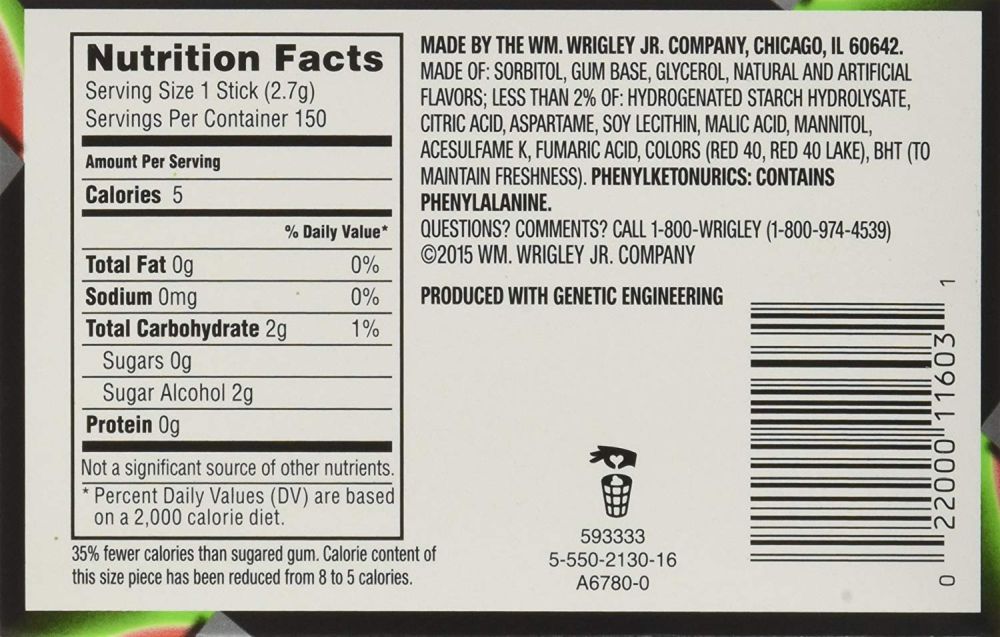 Nutrition Facts
Serving Size 1 Stick (2.7g)
Servings Per Container 150
Amount Per Serving
Calories 5
% Daily Value*
Total Fat 0g 0%
Sodium 0mg 0%
Total Carbohydrate 2g 1%
Sugars 0g
Sugar Alcohol 2g
Protein 0g
Not a significant source of other nutrients.
* Percent Daily Values (DV) are based
on a 2,000 calorie diet.
35% fewer calories than sugared gum. Calorie content of
this size piece has been reduced from 8 to 5 calories.
MADE BY THE WM. WRIGLEY JR. COMPANY, CHICAGO, IL 60642.
MADE OF: SORBITOL, GUM BASE, GLYCEROL, NATURAL AND ARTIFICIAL
FLAVORS; LESS THAN 2% OF: HYDROGENATED STARCH HYDROLYSATE,
CITRIC ACID, ASPARTAME, SOY LECITHIN, MALIC ACID, MANNITOL,
ACESULFAME K, FUMARIC ACID, COLORS (RED 40, RED 40 LAKE), BHT (TO
MAINTAIN FRESHNESS). PHENYLKETONURICS: CONTAINS
PHENYLALANINE.
QUESTIONS? COMMENTS? CALL 1-800-WRIGLEY (1-800-974-4539)
©2015 WM. WRIGLEY JR. COMPANY
PRODUCED WITH GENETIC ENGINEERING
593333
5-550-2130-16
A6780-0
0 22000 11603 1